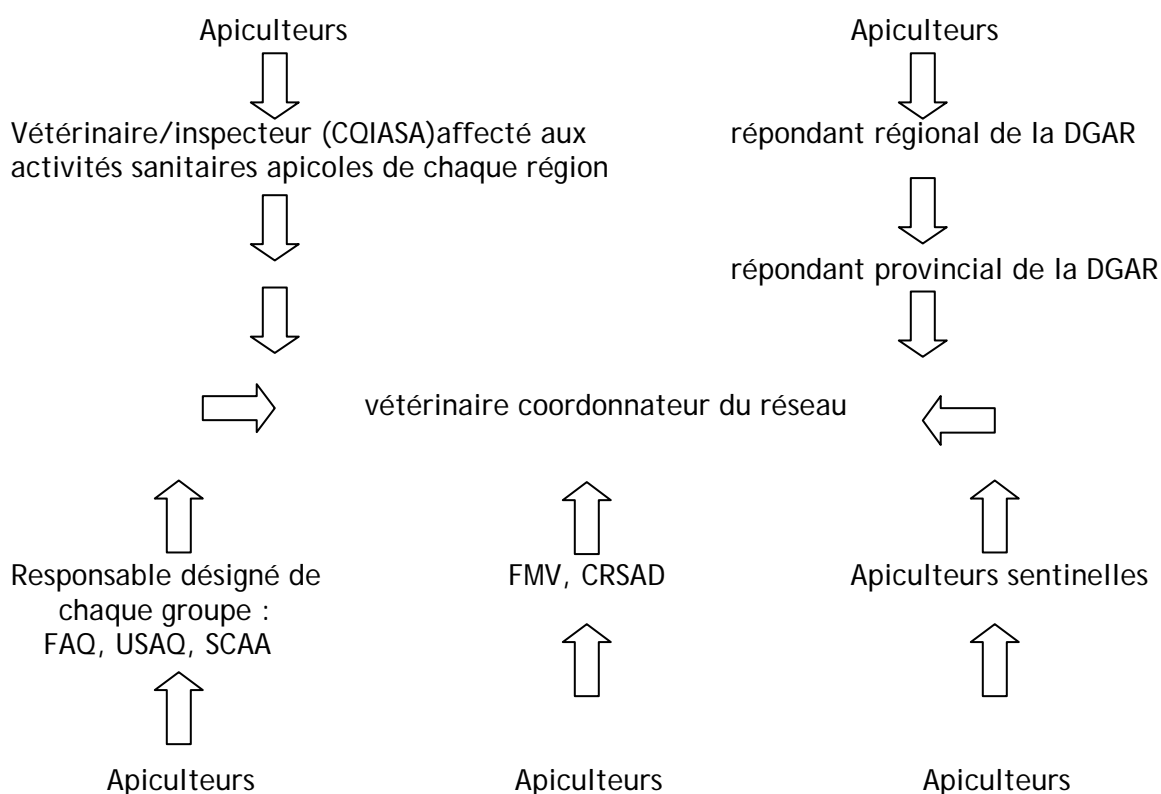 Apiculteurs Apiculteurs
Vétérinaire/inspecteur (CQIASA)affecté aux répondant régional de la DGAR
activités sanitaires apicoles de chaque région
répondant provincial de la DGAR
vétérinaire coordonnateur du réseau
Responsable désigné de FMV, CRSAD Apiculteurs sentinelles
chaque groupe :
FAQ, USAQ, SCAA
Apiculteurs Apiculteurs Apiculteurs